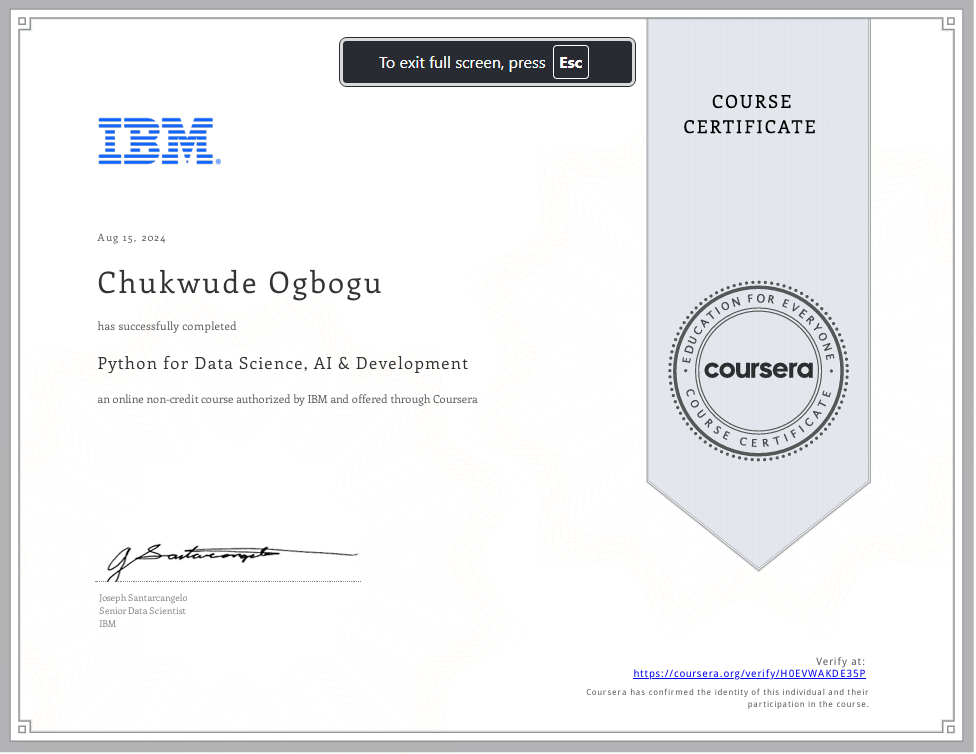 To exit full screen, press Esc
COURSE
CERTIFICATE
IBM®
Aug 15, 2024
Chukwude Ogbogu
has successfully completed
Python for Data Science, AI & Development
an online non-credit course authorized by IBM and offered through Coursera
EDUCATION FOR EVERYONE
coursera
COURSE CERTIFICATE
J Santarcangelo
Joseph Santarcangelo
Senior Data Scientist
IBM
Verify at:
https://coursera.org/verify/H0EVWAKDE35P
Coursera has confirmed the identity of this individual and their
participation in the course.